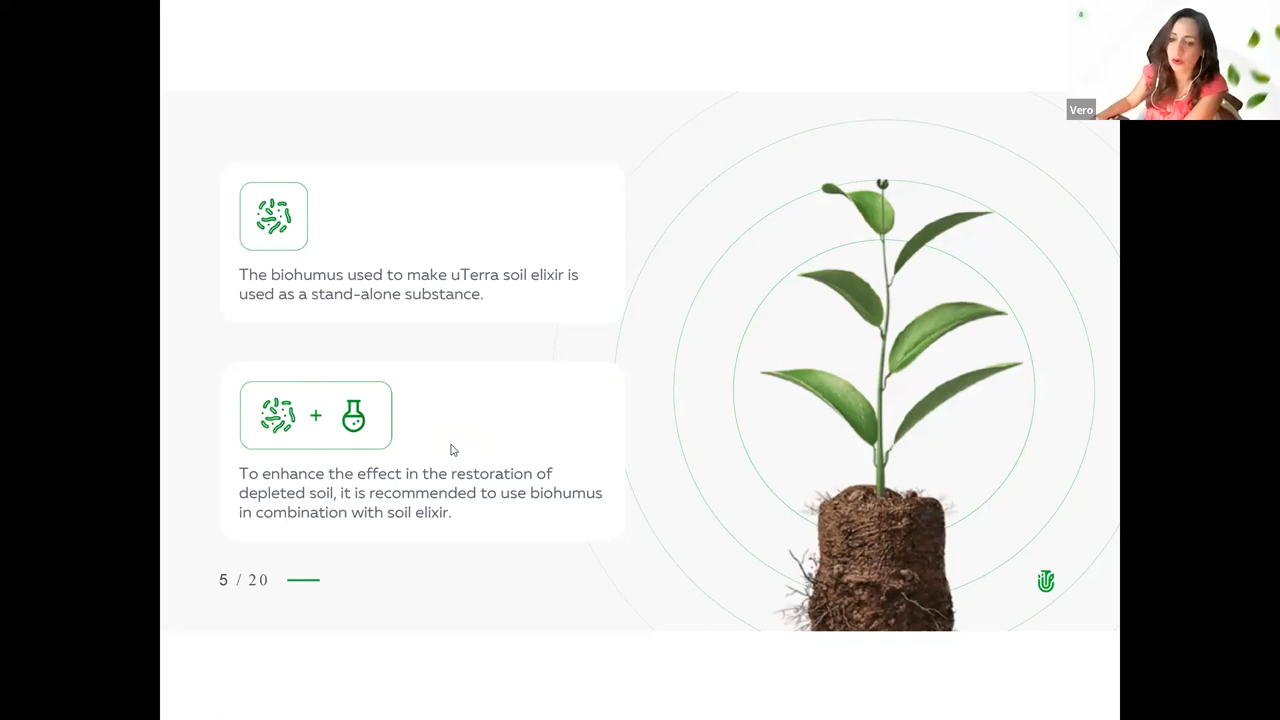 Vero
The biohumus used to make uTerra soil elixir is
used as a stand-alone substance.
+
To enhance the effect in the restoration of
depleted soil, it is recommended to use biohumus
in combination with soil elixir.
5 / 20